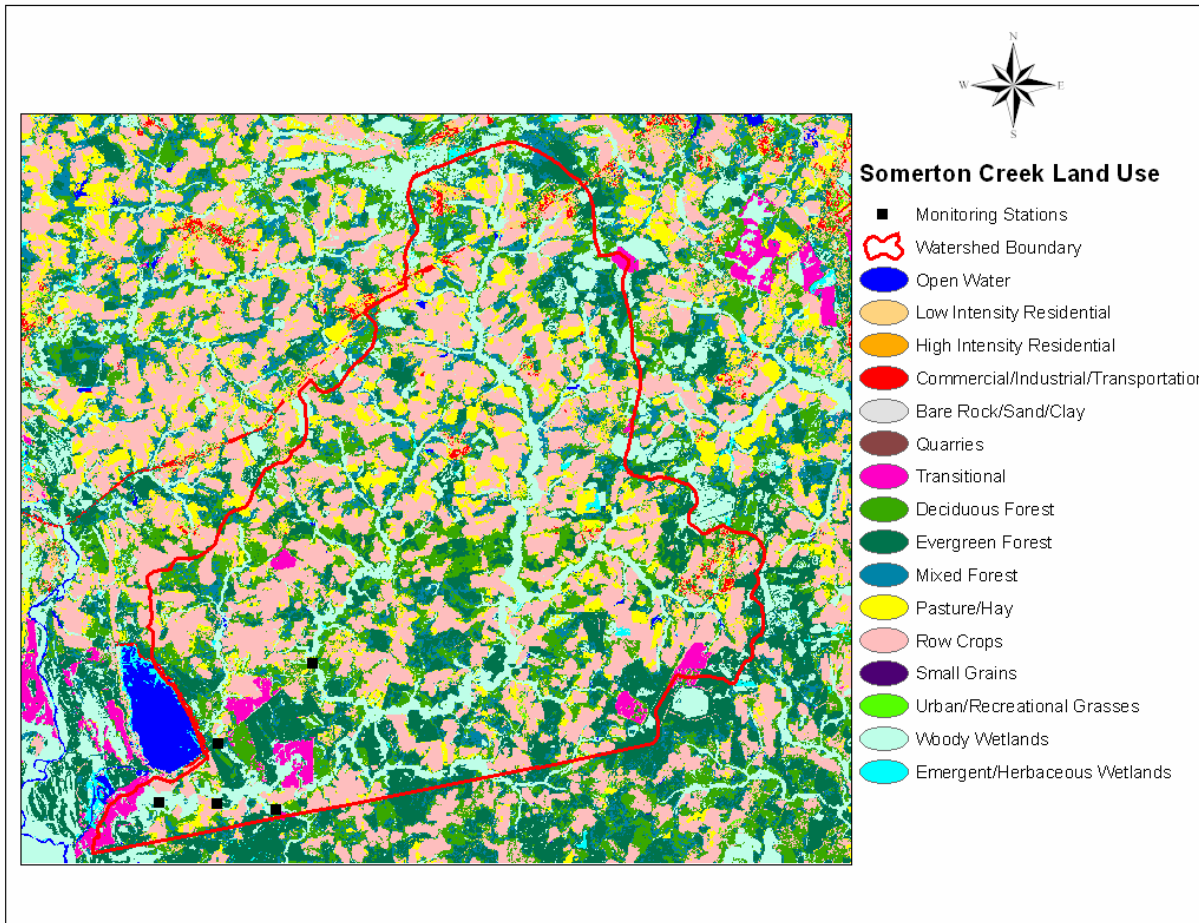 N
W
E
S
Somerton Creek Land Use
Monitoring Stations
Watershed Boundary
Open Water
Low Intensity Residential
High Intensity Residential
Commercial/Industrial/Transportation
Bare Rock/Sand/Clay
Quarries
Transitional
Deciduous Forest
Evergreen Forest
Mixed Forest
Pasture/Hay
Row Crops
Small Grains
Urban/Recreational Grasses
Woody Wetlands
Emergent/Herbaceous Wetlands